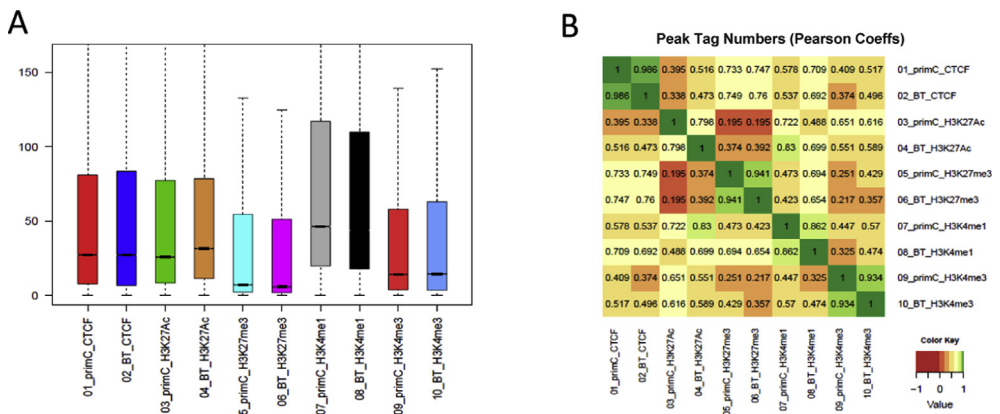 A
150
100
50
0
01_primC_CTCF
02_BT_CTCF
03_primC_H3K27Ac
04_BT_H3K27Ac
5_primC_H3K27me3
06_BT_H3K27me3
07_primC_H3K4me1
08_BT_H3K4me1
09_primC_H3K4me3
10_BT_H3K4me3
B
Peak Tag Numbers (Pearson Coeffs)
1 0.986 0.395 0.516 0.733 0.747 0.578 0.709 0.409 0.517 01_primC_CTCF
0.986 1 0.338 0.473 0.749 0.76 0.537 0.692 0.374 0.496 02_BT_CTCF
0.395 0.338 1 0.798 0.195 0.195 0.722 0.488 0.651 0.616 03_primC_H3K27Ac
0.516 0.473 0.798 1 0.374 0.392 0.83 0.699 0.551 0.589 04_BT_H3K27Ac
0.733 0.749 0.195 0.374 1 0.941 0.473 0.694 0.251 0.429 05_primC_H3K27me3
0.747 0.76 0.195 0.392 0.941 1 0.423 0.654 0.217 0.357 06_BT_H3K27me3
0.578 0.537 0.722 0.83 0.473 0.423 1 0.862 0.447 0.57 07_primC_H3K4me1
0.709 0.692 0.488 0.699 0.694 0.654 0.862 1 0.325 0.474 08_BT_H3K4me1
0.409 0.374 0.651 0.551 0.251 0.217 0.447 0.325 1 0.934 09_primC_H3K4me3
0.517 0.496 0.616 0.589 0.429 0.357 0.57 0.474 0.934 1 10_BT_H3K4me3
01_primC_CTCF
02_BT_CTCF
03_primC_H3K27Ac
04_BT_H3K27Ac
05_primC_H3K27me3
06_BT_H3K27me3
07_primC_H3K4me1
08_BT_H3K4me1
09_primC_H3K4me3
10_BT_H3K4me3
Color Key
-1 0 1
Value